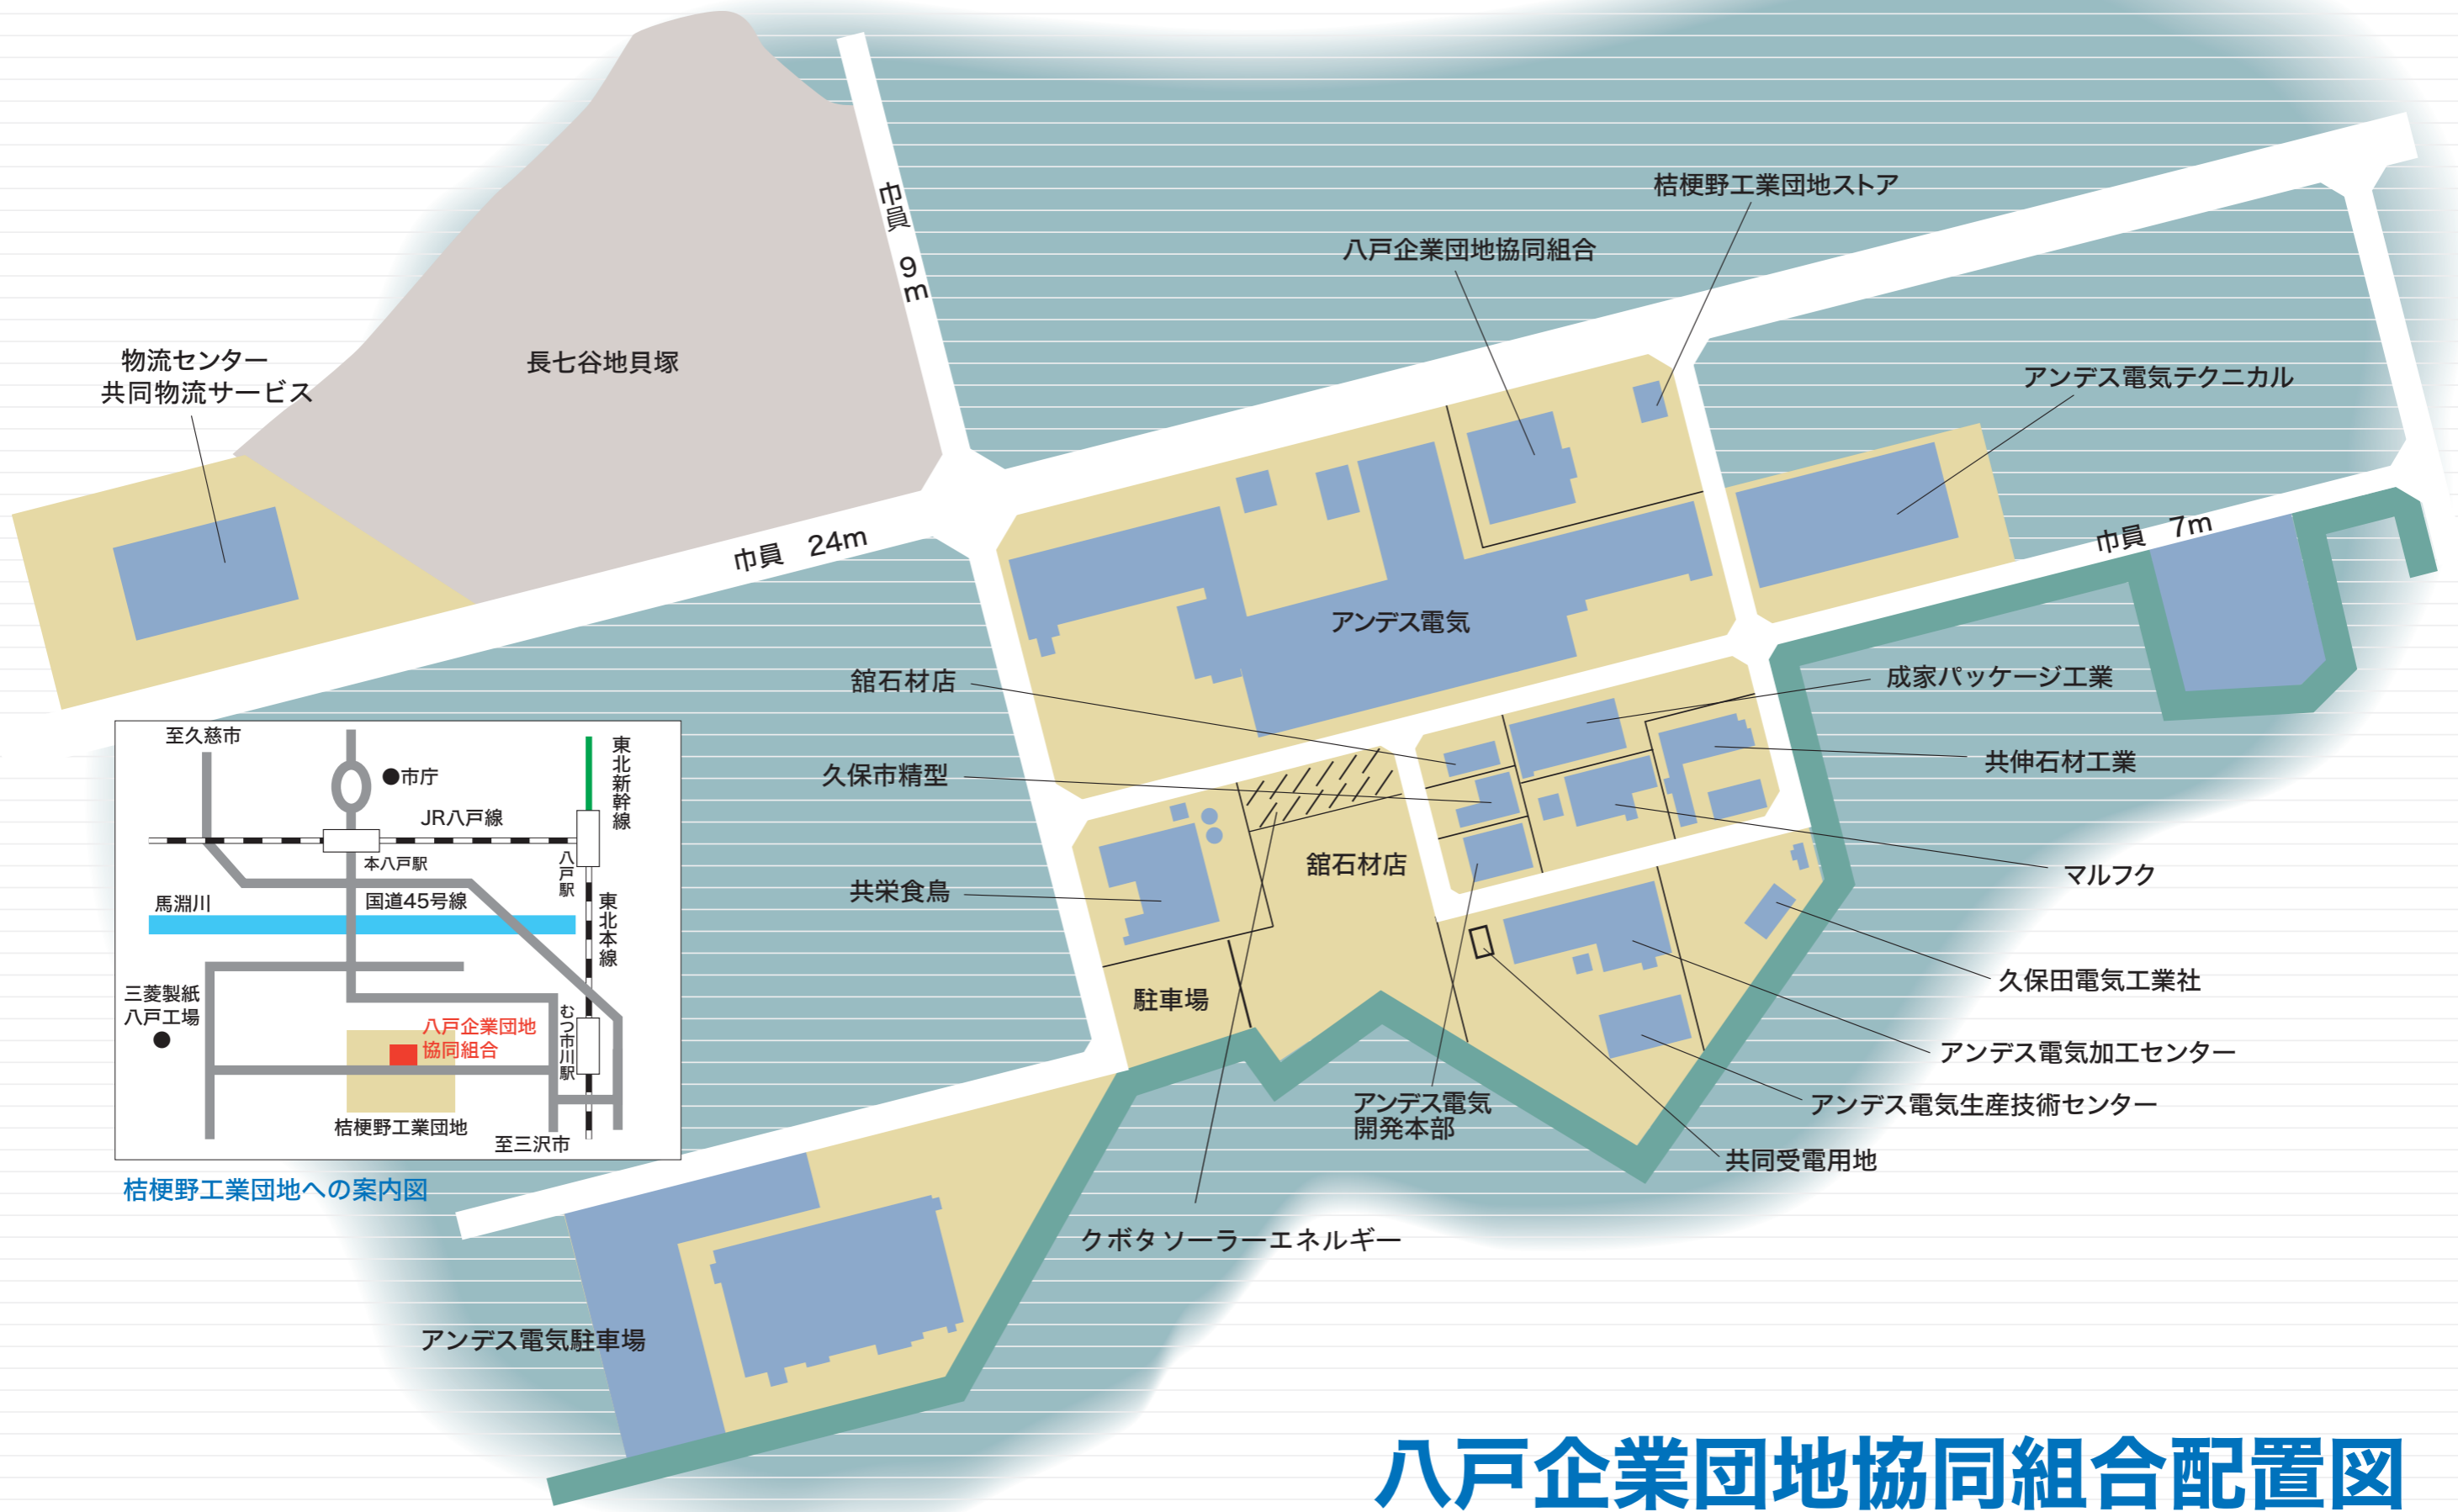 巾員 9m
桔梗野工業団地ストア
八戸企業団地協同組合
物流センター
共同物流サービス
長七谷地貝塚
アンデス電気テクニカル
巾員 24m
巾員 7m
アンデス電気
舘石材店
成家パッケージ工業
久保市精型
共伸石材工業
舘石材店
マルフク
共栄食鳥
久保田電気工業社
駐車場
アンデス電気加工センター
アンデス電気
開発本部
アンデス電気生産技術センター
共同受電用地
クボタソーラーエネルギー
アンデス電気駐車場
至久慈市
●市庁
東北新幹線
JR八戸線
本八戸駅
八戸駅
馬淵川
国道45号線
東北本線
三菱製紙
八戸工場
八戸企業団地
協同組合
むつ市川駅
桔梗野工業団地
至三沢市
桔梗野工業団地への案内図
八戸企業団地協同組合配置図